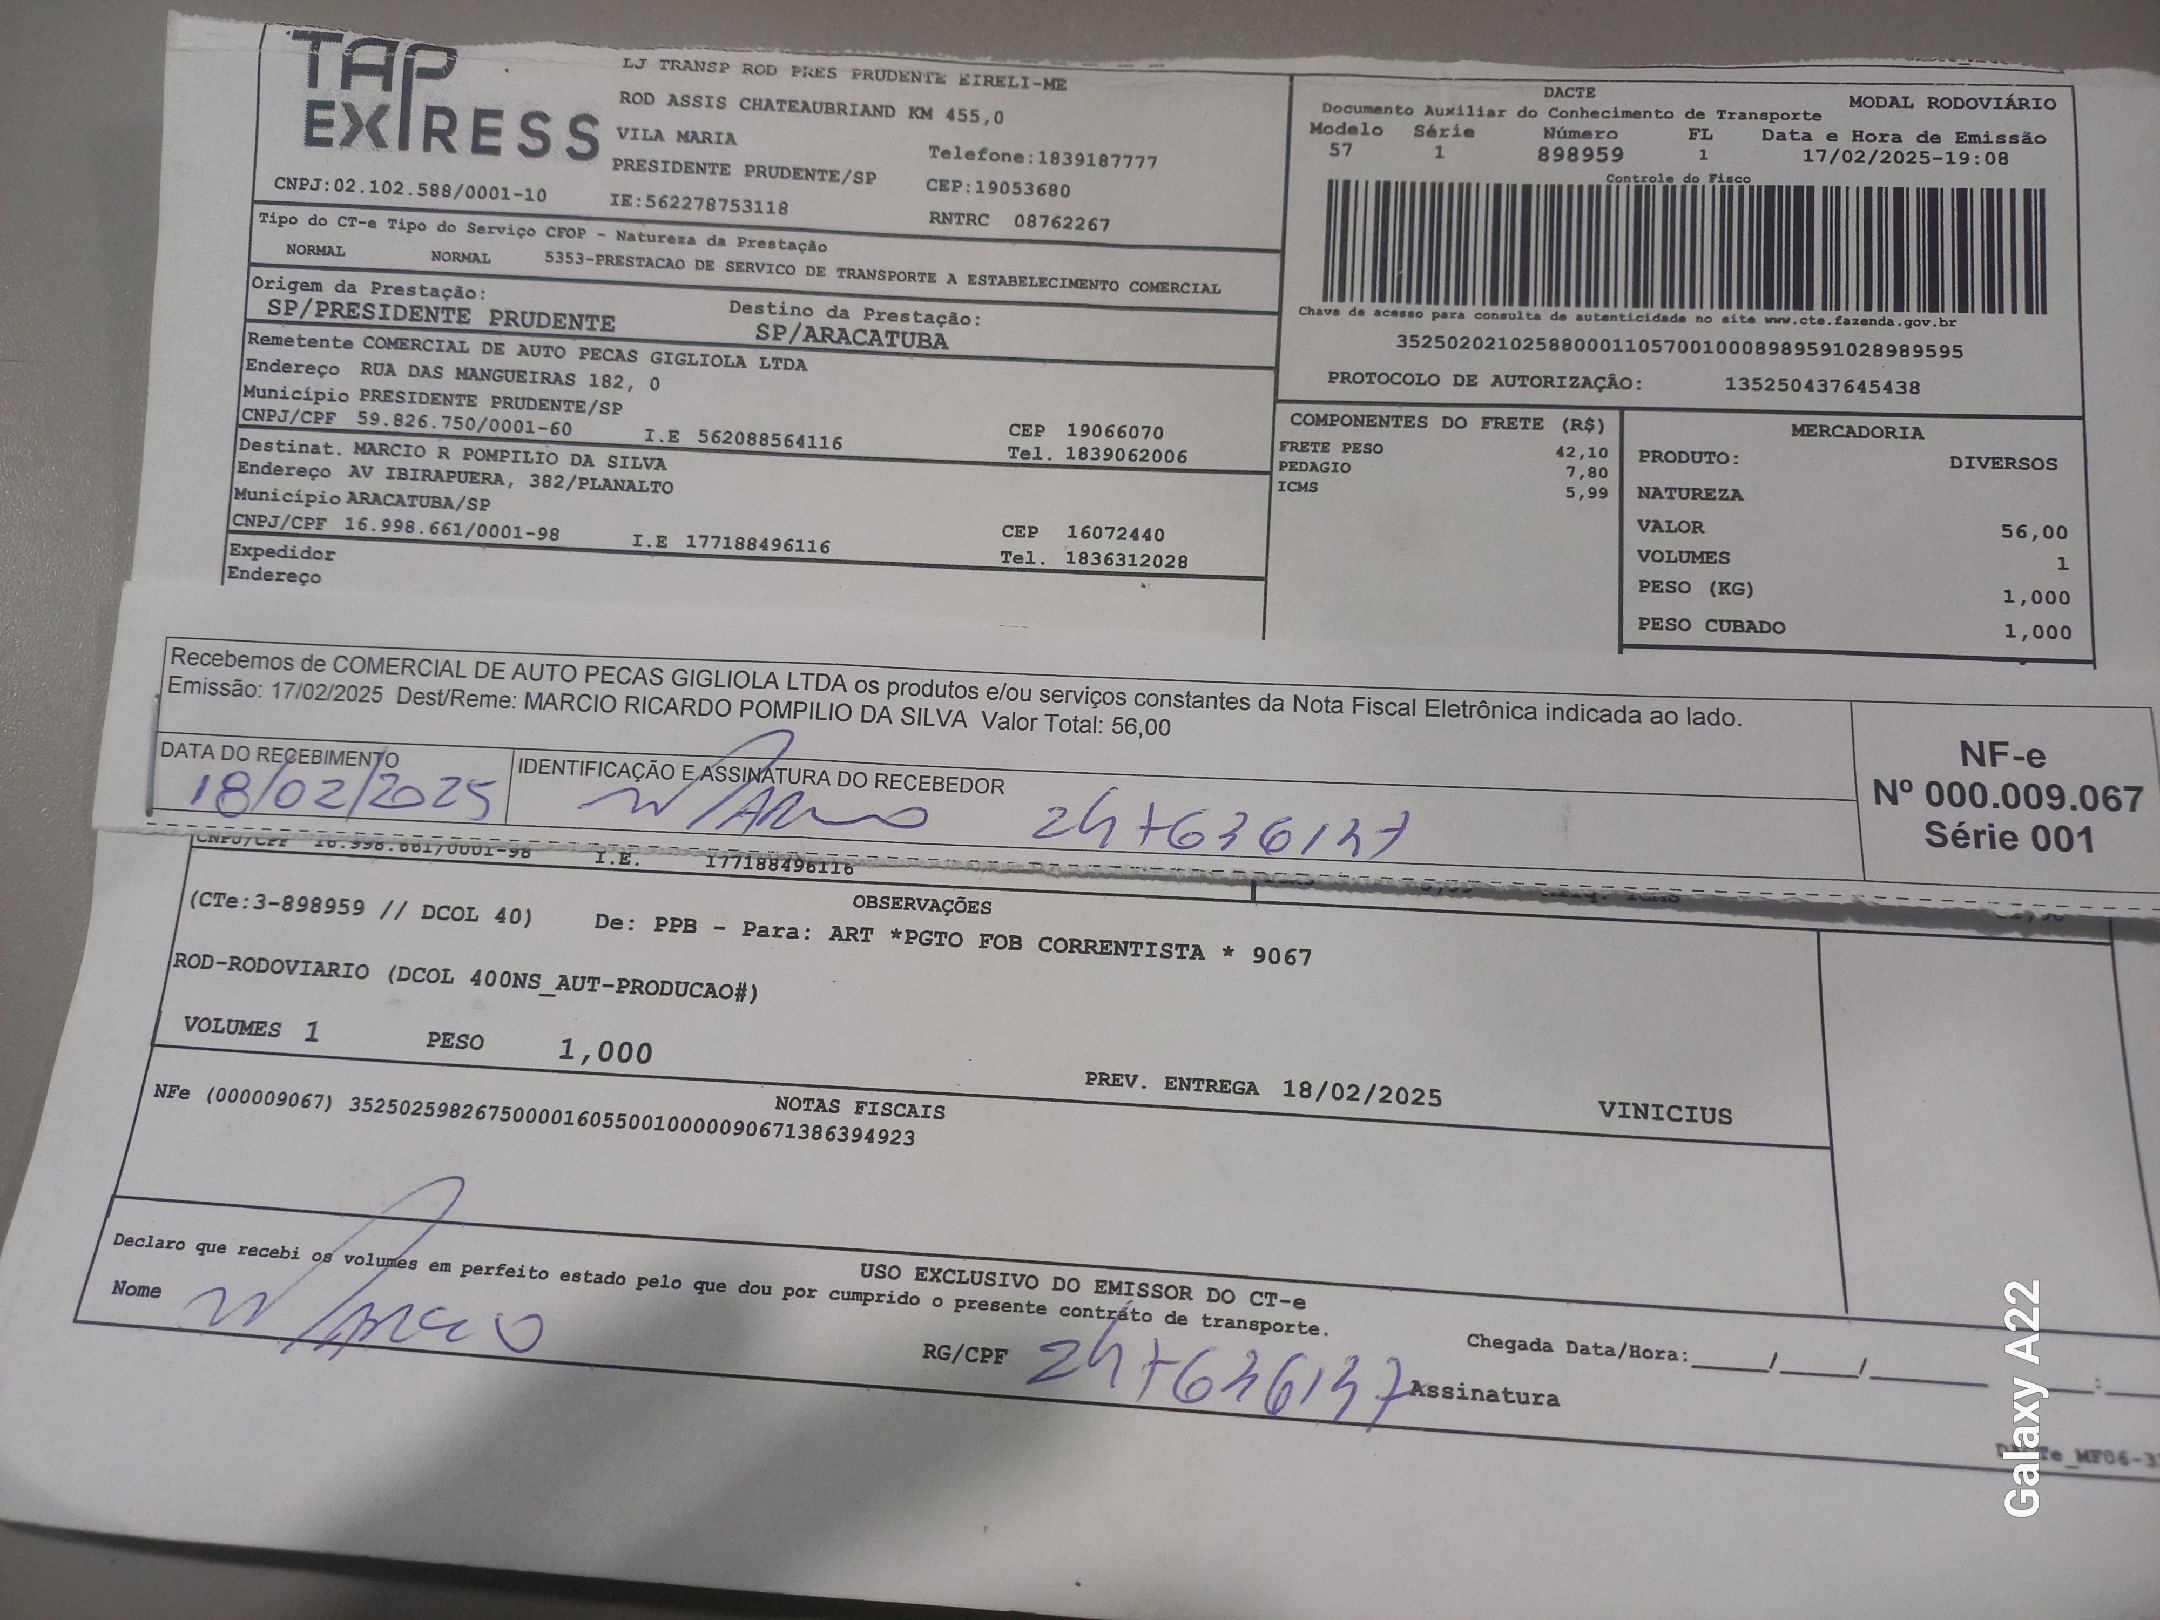 TAP EXPRESS
LJ TRANSP ROD PRES PRUDENTE EIRELI-ME
ROD ASSIS CHATEAUBRIAND KM 455,0
VILA MARIA
Telefone:1839187777
PRESIDENTE PRUDENTE/SP
CEP:19053680
CNPJ:02.102.588/0001-10
IE:562278753118
RNTRC 08762267
DACTE
MODAL RODOVIÁRIO
Documento Auxiliar do Conhecimento de Transporte
Modelo Série Número FL Data e Hora de Emissão
57 1 898959 1 17/02/2025-19:08
Controle do Fisco
Chave de acesso para consulta de autenticidade no site www.cte.fazenda.gov.br
35250202102588000110570010008989591028989595
PROTOCOLO DE AUTORIZAÇÃO: 135250437645438
Tipo do CT-e Tipo do Serviço CFOP - Natureza da Prestação
NORMAL NORMAL 5353-PRESTACAO DE SERVICO DE TRANSPORTE A ESTABELECIMENTO COMERCIAL
Origem da Prestação: Destino da Prestação:
SP/PRESIDENTE PRUDENTE SP/ARACATUBA
Remetente COMERCIAL DE AUTO PECAS GIGLIOLA LTDA
Endereço RUA DAS MANGUEIRAS 182, 0
Município PRESIDENTE PRUDENTE/SP CEP 19066070
CNPJ/CPF 59.826.750/0001-60 I.E 562088564116 Tel. 1839062006
Destinat. MARCIO R POMPILIO DA SILVA
Endereço AV IBIRAPUERA, 382/PLANALTO
Município ARACATUBA/SP CEP 16072440
CNPJ/CPF 16.998.661/0001-98 I.E 177188496116 Tel. 1836312028
Expedidor
Endereço
COMPONENTES DO FRETE (R$)
FRETE PESO 42,10
PEDAGIO 7,80
ICMS 5,99
MERCADORIA
PRODUTO: DIVERSOS
NATUREZA
VALOR 56,00
VOLUMES 1
PESO (KG) 1,000
PESO CUBADO 1,000
Recebemos de COMERCIAL DE AUTO PECAS GIGLIOLA LTDA os produtos e/ou serviços constantes da Nota Fiscal Eletrônica indicada ao lado.
Emissão: 17/02/2025 Dest/Reme: MARCIO RICARDO POMPILIO DA SILVA Valor Total: 56,00
DATA DO RECEBIMENTO
18/02/2025
IDENTIFICAÇÃO E ASSINATURA DO RECEBEDOR
NF-e
Nº 000.009.067
Série 001
CNPJ/CPF 16.998.661/0001-98 I.E. 177188496116
OBSERVAÇÕES
(CTe:3-898959 // DCOL 40) De: PPB - Para: ART *PGTO FOB CORRENTISTA * 9067
ROD-RODOVIARIO (DCOL 400NS_AUT-PRODUCAO#)
VOLUMES 1 PESO 1,000
PREV. ENTREGA 18/02/2025 VINICIUS
NOTAS FISCAIS
NFe (000009067) 35250259826750000160550010000090671386394923
USO EXCLUSIVO DO EMISSOR DO CT-e
Declaro que recebi os volumes em perfeito estado pelo que dou por cumprido o presente contrato de transporte.
Nome
RG/CPF
Chegada Data/Hora:_____/_____/________:____
Assinatura
Galaxy A22